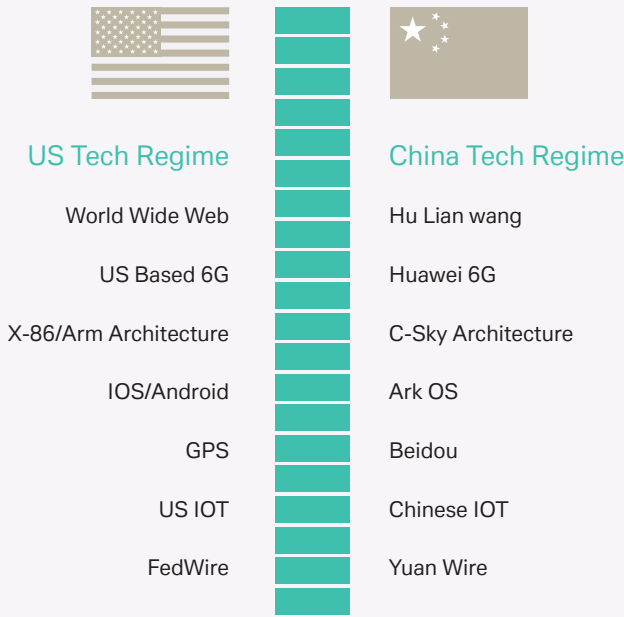 US Tech Regime China Tech Regime
World Wide Web Hu Lian wang
US Based 6G Huawei 6G
X-86/Arm Architecture C-Sky Architecture
IOS/Android Ark OS
GPS Beidou
US IOT Chinese IOT
FedWire Yuan Wire